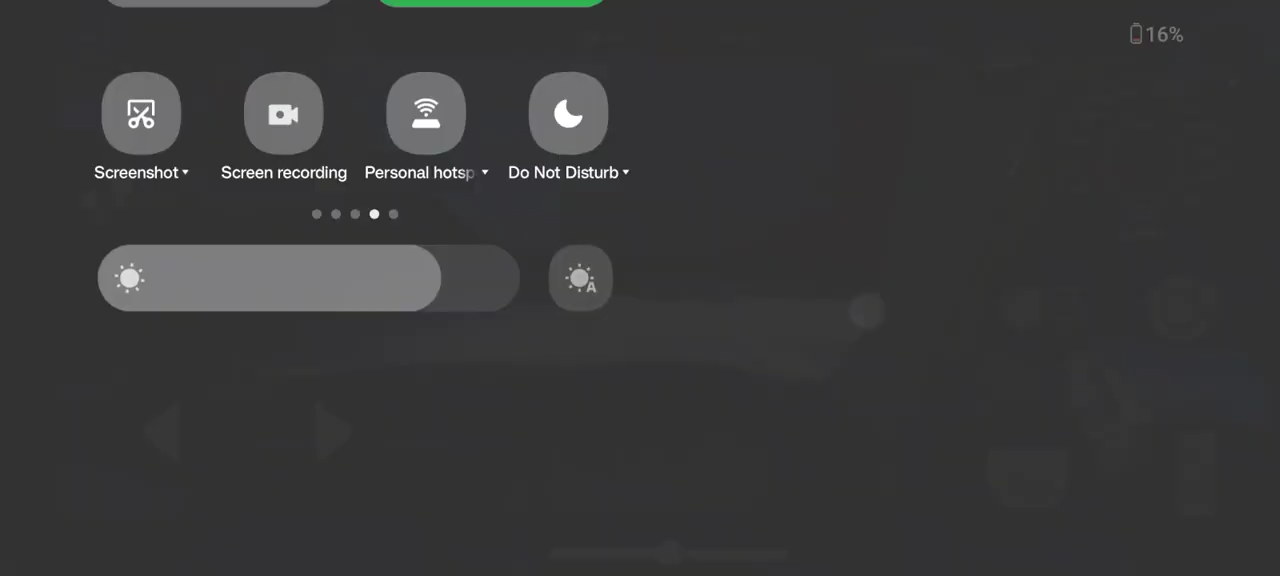 16%
Screenshot
Screen recording
Personal hotsp
Do Not Disturb
A